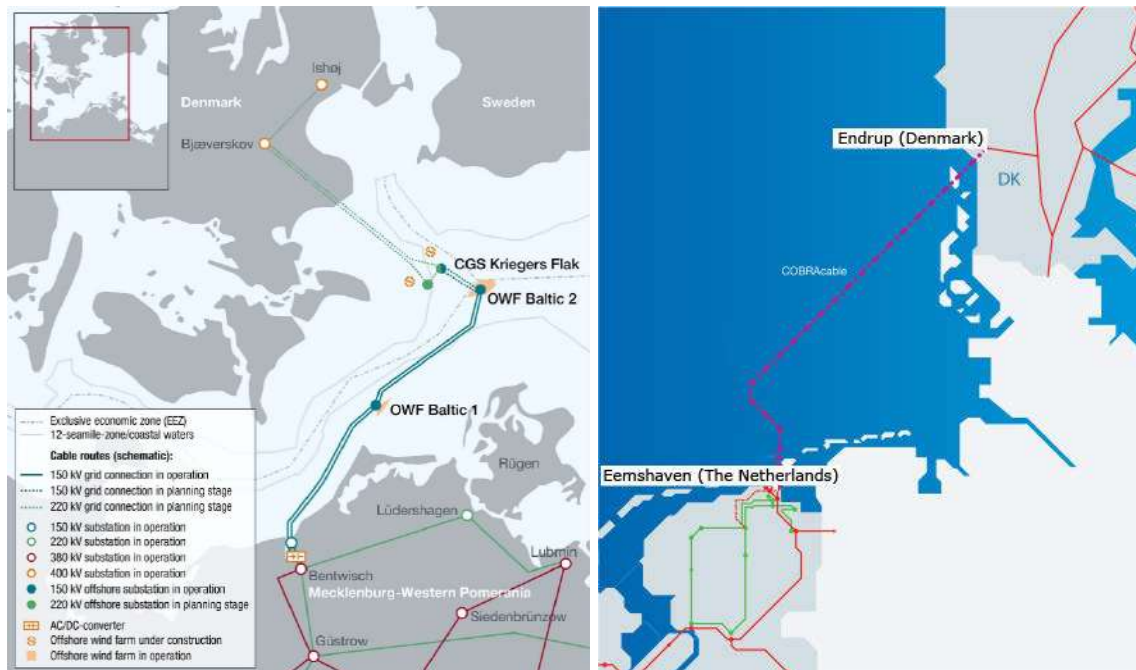 Ishøj
Denmark
Sweden
Bjæverskov
CGS Kriegers Flak
OWF Baltic 2
OWF Baltic 1
Rügen
Lüdershagen
Lubmin
Bentwisch
Mecklenburg-Western Pomerania
Siedenbrünzow
Güstrow
Exclusive economic zone (EEZ)
12-seamile-zone/coastal waters
Cable routes (schematic):
150 kV grid connection in operation
150 kV grid connection in planning stage
220 kV grid connection in planning stage
150 kV substation in operation
220 kV substation in operation
380 kV substation in operation
400 kV substation in operation
150 kV offshore substation in operation
220 kV offshore substation in planning stage
AC/DC-converter
Offshore wind farm under construction
Offshore wind farm in operation
Endrup (Denmark)
DK
COBRAcable
Eemshaven (The Netherlands)